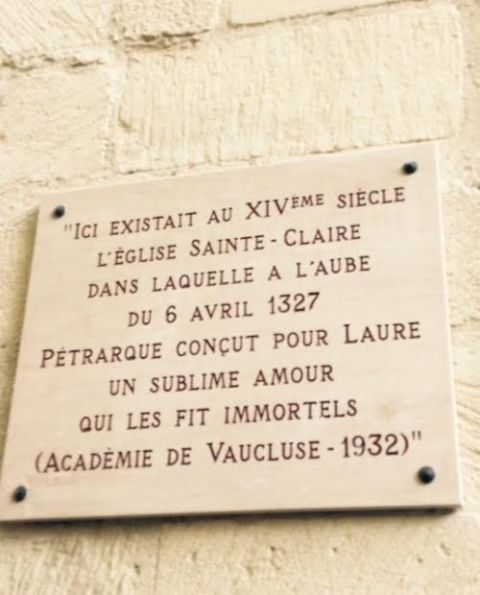 "ICI EXISTAIT AU XIVÈME SIÈCLE
L'ÉGLISE SAINTE-CLAIRE
DANS LAQUELLE A L'AUBE
DU 6 AVRIL 1327
PÉTRARQUE CONÇUT POUR LAURE
UN SUBLIME AMOUR
QUI LES FIT IMMORTELS
(ACADÈMIE DE VAUCLUSE-1932)"